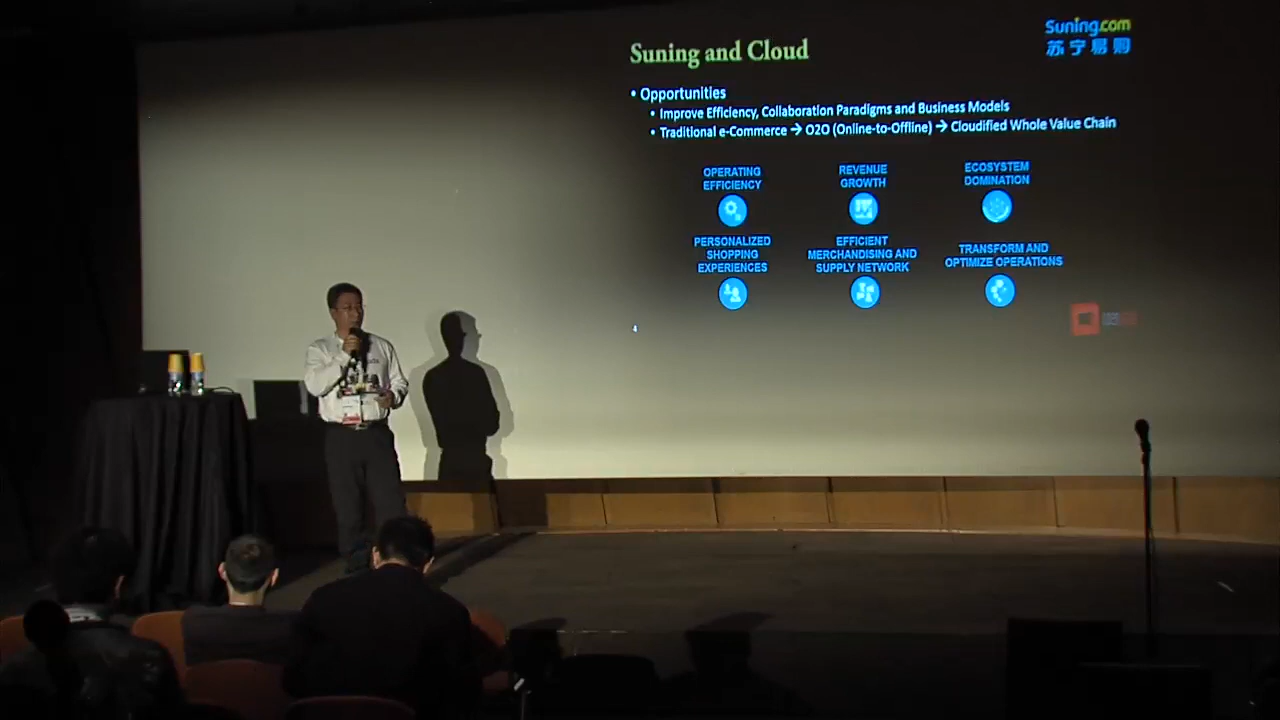 Suning.com
苏宁易购
Suning and Cloud
• Opportunities
• Improve Efficiency, Collaboration Paradigms and Business Models
• Traditional e-Commerce → O2O (Online-to-Offline) → Cloudified Whole Value Chain
OPERATING
EFFICIENCY
REVENUE
GROWTH
ECOSYSTEM
DOMINATION
PERSONALIZED
SHOPPING
EXPERIENCES
EFFICIENT
MERCHANDISING AND
SUPPLY NETWORK
TRANSFORM AND
OPTIMIZE OPERATIONS
4